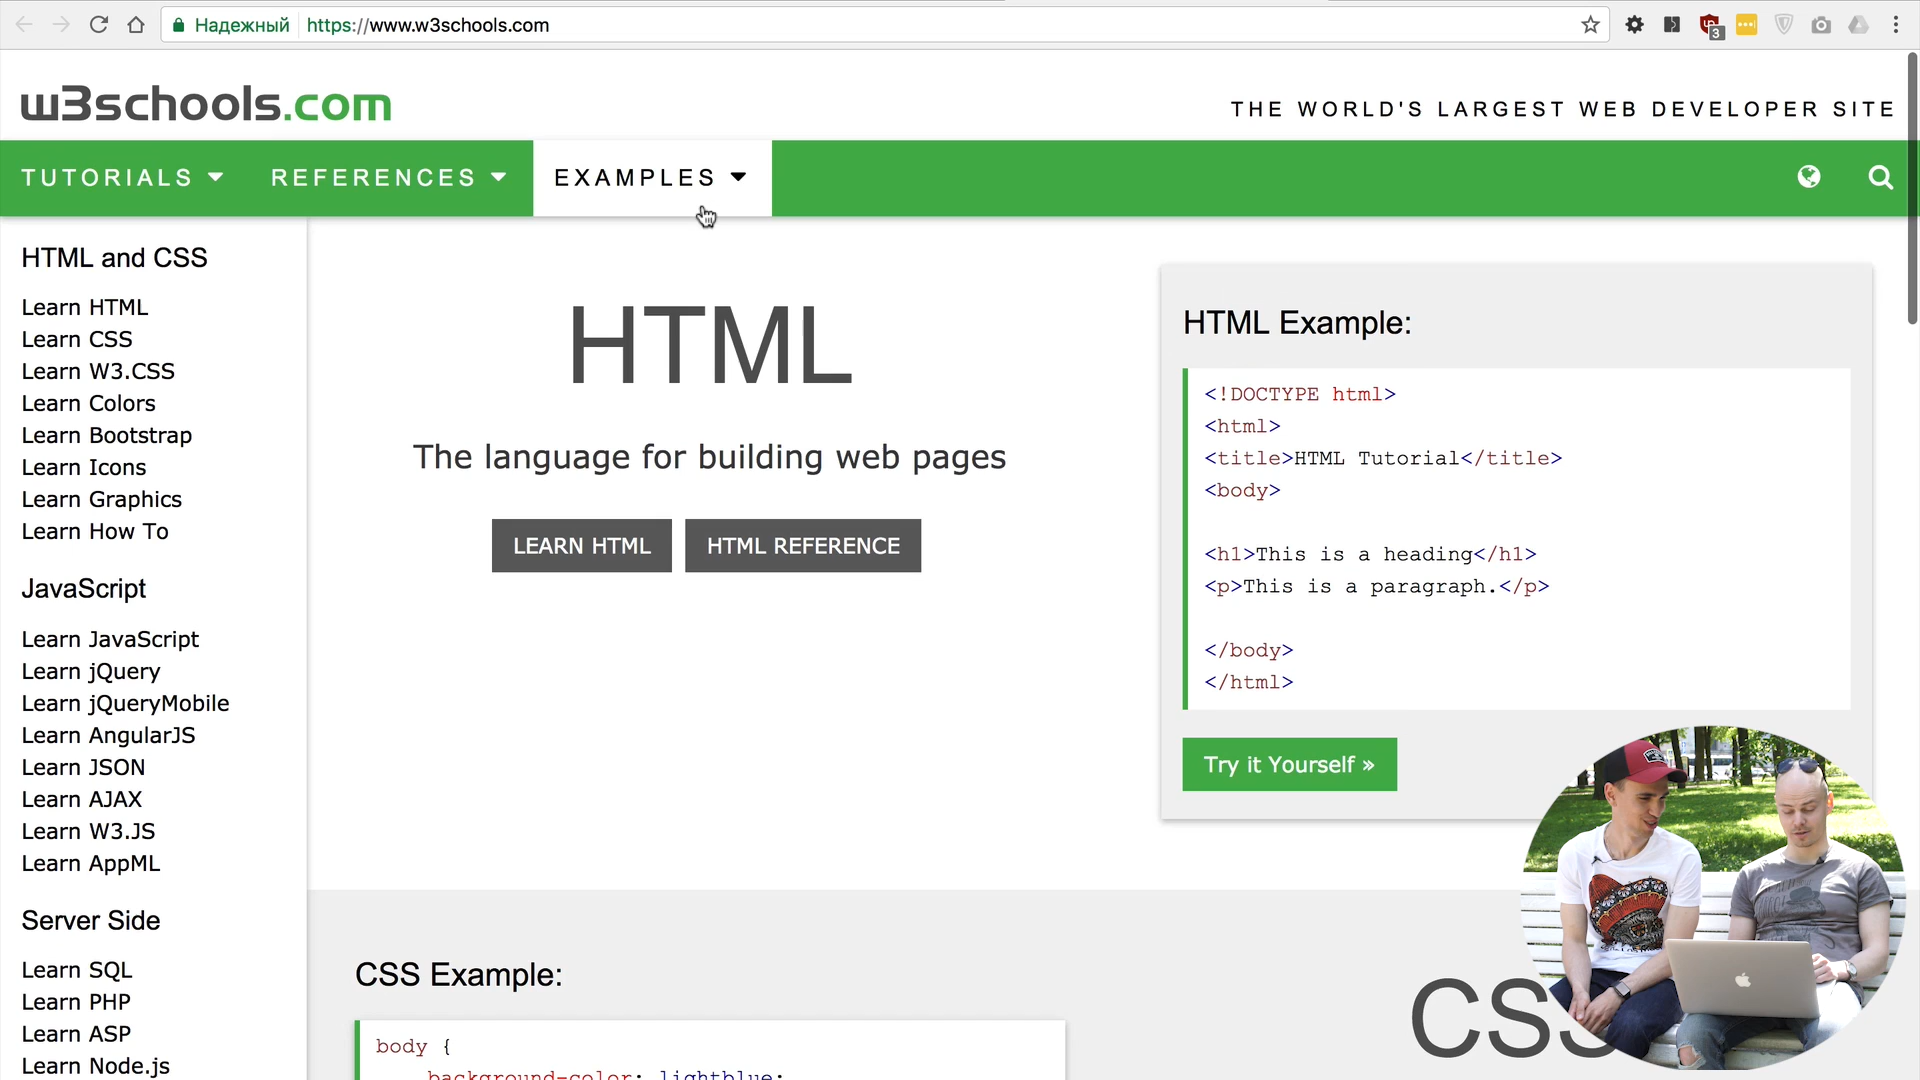 Надежный https://www.w3schools.com
3
w3schools.com
THE WORLD'S LARGEST WEB DEVELOPER SITE
TUTORIALS REFERENCES EXAMPLES
HTML and CSS
Learn HTML
Learn CSS
Learn W3.CSS
Learn Colors
Learn Bootstrap
Learn Icons
Learn Graphics
Learn How To
JavaScript
Learn JavaScript
Learn jQuery
Learn jQueryMobile
Learn AngularJS
Learn JSON
Learn AJAX
Learn W3.JS
Learn AppML
Server Side
Learn SQL
Learn PHP
Learn ASP
Learn Node.js
HTML
The language for building web pages
LEARN HTML HTML REFERENCE
HTML Example:
<!DOCTYPE html>
<html>
<title>HTML Tutorial</title>
<body>
<h1>This is a heading</h1>
<p>This is a paragraph.</p>
</body>
</html>
Try it Yourself »
CSS Example:
body {
background-color: lightblue;
CSS